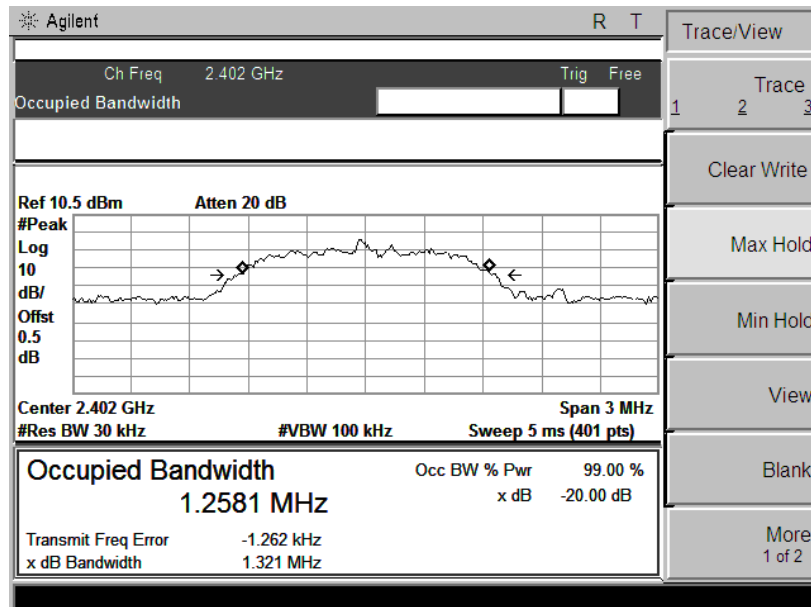 Agilent R T
Trace/View
Ch Freq 2.402 GHz Trig Free
Occupied Bandwidth
Trace
1 2 3
Clear Write
Max Hold
Min Hold
View
Blank
More
1 of 2
Ref 10.5 dBm Atten 20 dB
#Peak
Log
10
dB/
Offst
0.5
dB
Center 2.402 GHz Span 3 MHz
#Res BW 30 kHz #VBW 100 kHz Sweep 5 ms (401 pts)
Occupied Bandwidth Occ BW % Pwr 99.00 %
1.2581 MHz x dB -20.00 dB
Transmit Freq Error -1.262 kHz
x dB Bandwidth 1.321 MHz